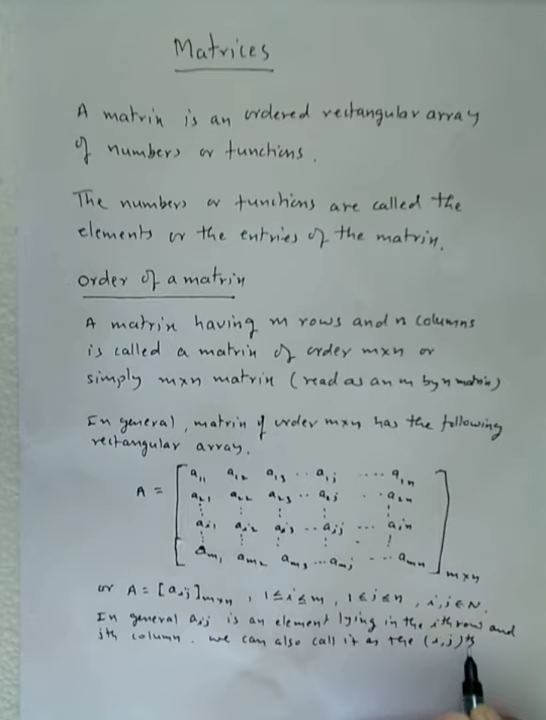 Matrices
A matrix is an ordered rectangular array
of numbers or functions.
The numbers or functions are called the
elements or the entries of the matrix.
Order of a matrix
A matrix having m rows and n columns
is called a matrix of order m×n or
simply m×n matrix (read as an m by n matrix)
In general, matrix of order m×n has the following
rectangular array.
a11 a12 a13 .. a1j .... a1n
A = a21 a22 a23 .. a2j .. a2n
ai1 ai2 ai3 .. aij ... ain
am1 am2 am3 ... amj ... amn m×n
or A = [aij]m×n , 1≤i≤m, 1≤j≤n , i,j∈N.
In general aij is an element lying in the ith row and
jth column. we can also call it as the (i,j)th